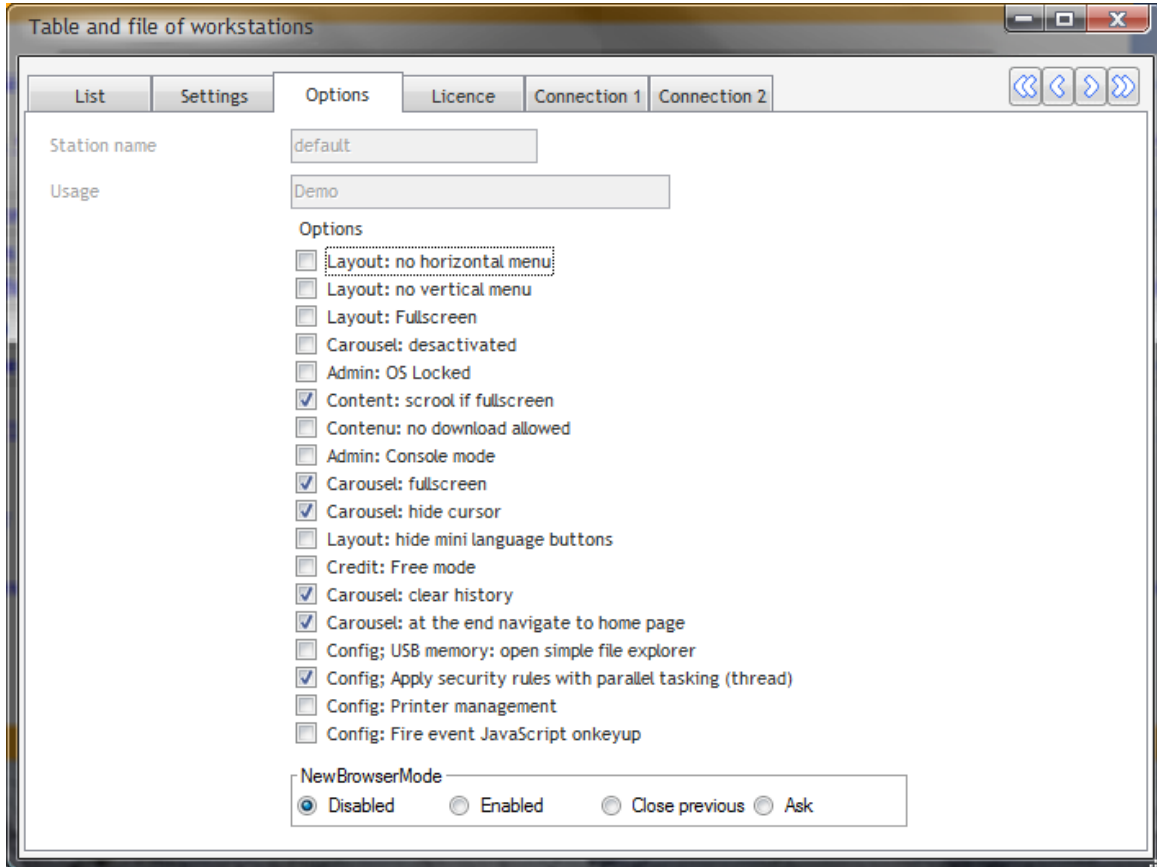 Table and file of workstations
List Settings Options Licence Connection 1 Connection 2
Station name default
Usage Demo
Options
Layout: no horizontal menu
Layout: no vertical menu
Layout: Fullscreen
Carousel: desactivated
Admin: OS Locked
Content: scrool if fullscreen
Contenu: no download allowed
Admin: Console mode
Carousel: fullscreen
Carousel: hide cursor
Layout: hide mini language buttons
Credit: Free mode
Carousel: clear history
Carousel: at the end navigate to home page
Config; USB memory: open simple file explorer
Config; Apply security rules with parallel tasking (thread)
Config: Printer management
Config: Fire event JavaScript onkeyup
NewBrowserMode
Disabled Enabled Close previous Ask